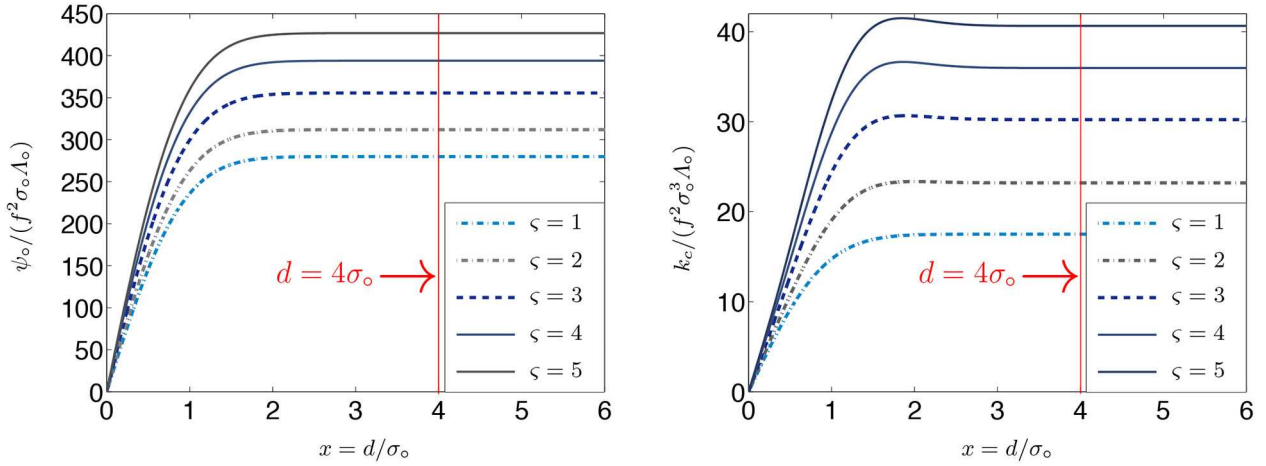 ψ∘/(f²σ∘Λ∘)
450
400
350
300
250
200
150
100
50
0
0 1 2 3 4 5 6
x = d/σ∘
d = 4σ∘
ς = 1
ς = 2
ς = 3
ς = 4
ς = 5
k_c/(f²σ∘³Λ∘)
40
30
20
10
0
0 1 2 3 4 5 6
x = d/σ∘
d = 4σ∘
ς = 1
ς = 2
ς = 3
ς = 4
ς = 5